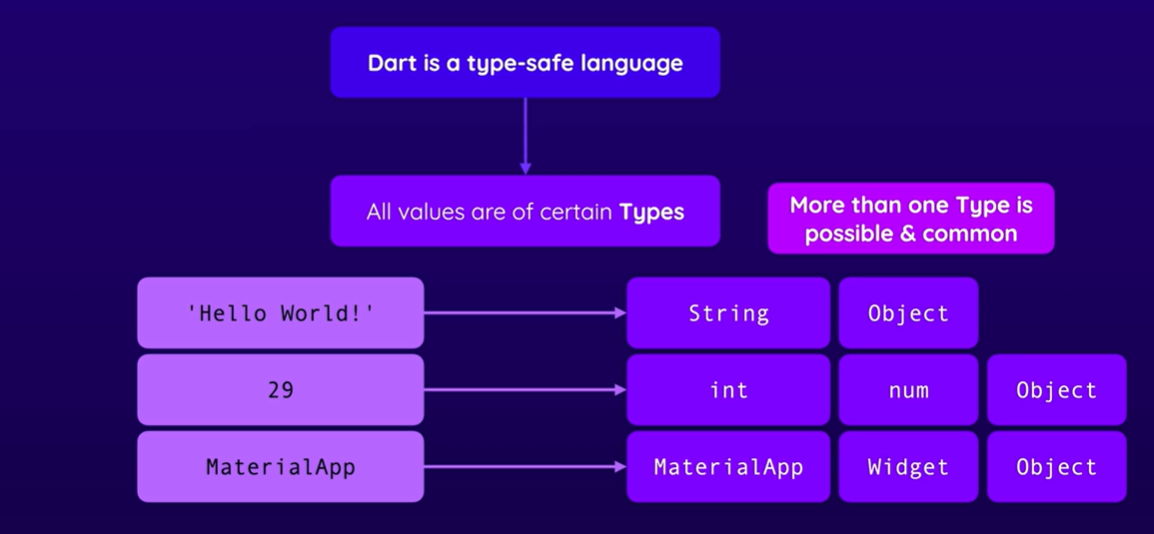 Dart is a type-safe language
All values are of certain Types
More than one Type is
possible & common
'Hello World!'
String
Object
29
int
num
Object
MaterialApp
MaterialApp
Widget
Object